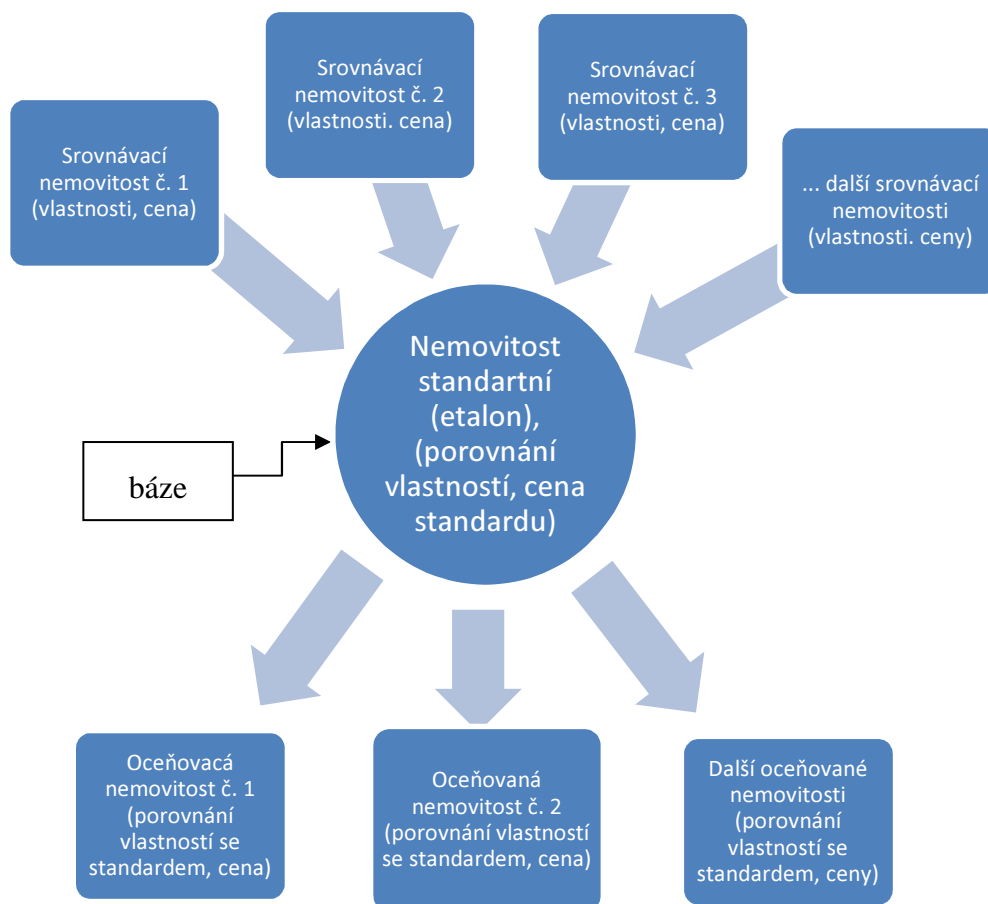 Srovnávací
nemovitost č. 1
(vlastnosti, cena)
Srovnávací
nemovitost č. 2
(vlastnosti. cena)
Srovnávací
nemovitost č. 3
(vlastnosti, cena)
... další srovnávací
nemovitosti
(vlastnosti. ceny)
Nemovitost
standartní
(etalon),
(porovnání
vlastností, cena
standardu)
báze
Oceňovacá
nemovitost č. 1
(porovnání
vlastností se
standardem, cena)
Oceňovaná
nemovitost č. 2
(porovnání vlastností
se standardem, cena)
Další oceňované
nemovitosti
(porovnání
vlastností se
standardem, ceny)